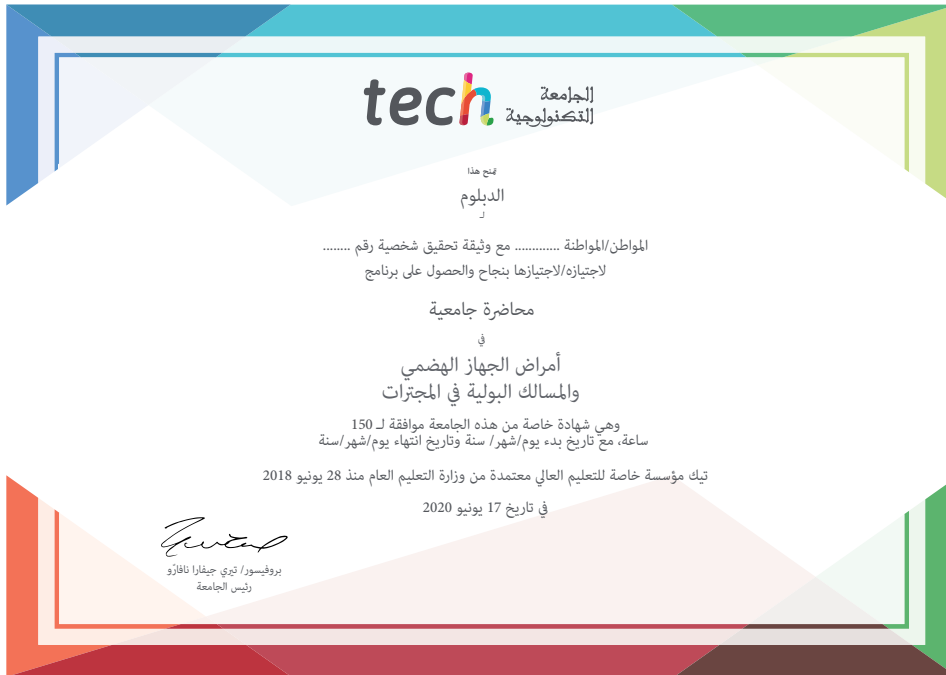 tech الجامعة
التكنولوجية
يمنح هذا
الدبلوم
لـ
المواطن/المواطنة ............ مع وثيقة تحقيق شخصية رقم ........
لاجتيازه/لاجتيازها بنجاح والحصول على برنامج
محاضرة جامعية
في
أمراض الجهاز الهضمي
والمسالك البولية في المجترات
وهي شهادة خاصة من هذه الجامعة موافقة لـ 150
ساعة، مع تاريخ بدء يوم/شهر/ سنة وتاريخ انتهاء يوم/شهر/سنة
تيك مؤسسة خاصة للتعليم العالي معتمدة من وزارة التعليم العام منذ 28 يونيو 2018
في تاريخ 17 يونيو 2020
بروفيسور/ تيري جيفارا نافارّو
رئيس الجامعة